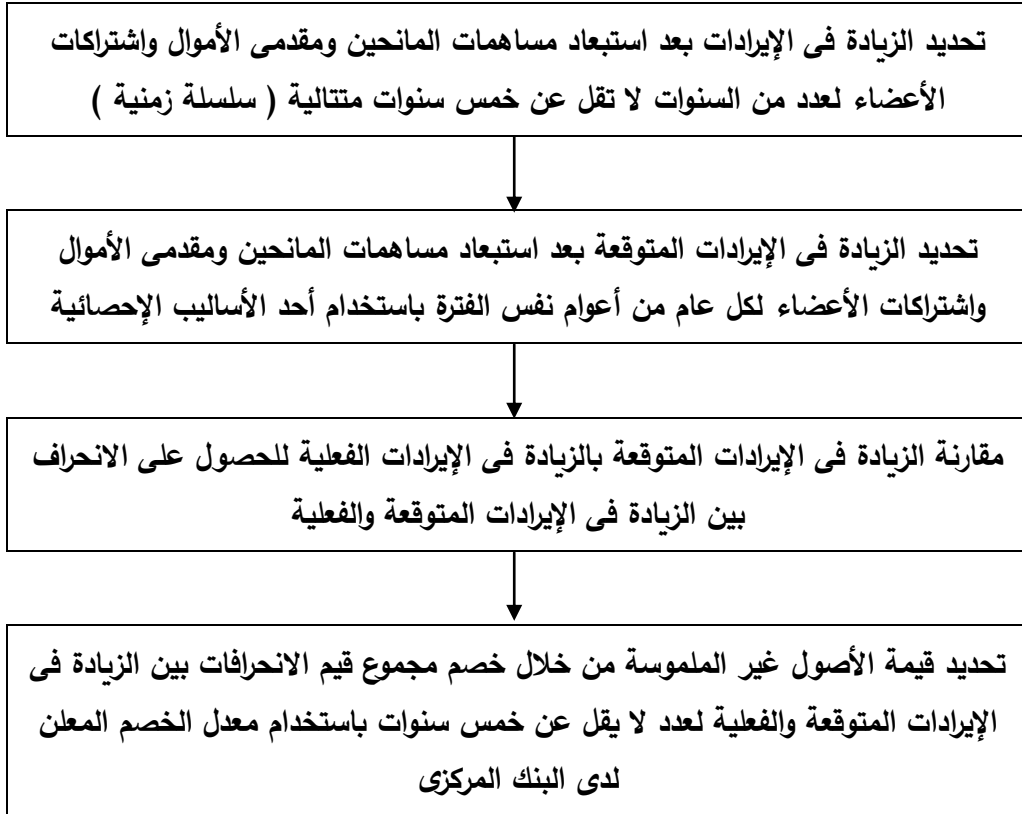 تحديد الزيادة فى الإيرادات بعد استبعاد مساهمات المانحين ومقدمى الأموال واشتراكات
الأعضاء لعدد من السنوات لا تقل عن خمس سنوات متتالية ( سلسلة زمنية )
تحديد الزيادة فى الإيرادات المتوقعة بعد استبعاد مساهمات المانحين ومقدمى الأموال
واشتراكات الأعضاء لكل عام من أعوام نفس الفترة باستخدام أحد الأساليب الإحصائية
مقارنة الزيادة فى الإيرادات المتوقعة بالزيادة فى الإيرادات الفعلية للحصول على الانحراف
بين الزيادة فى الإيرادات المتوقعة والفعلية
تحديد قيمة الأصول غير الملموسة من خلال خصم مجموع قيم الانحرافات بين الزيادة فى
الإيرادات المتوقعة والفعلية لعدد لا يقل عن خمس سنوات باستخدام معدل الخصم المعلن
لدى البنك المركزى